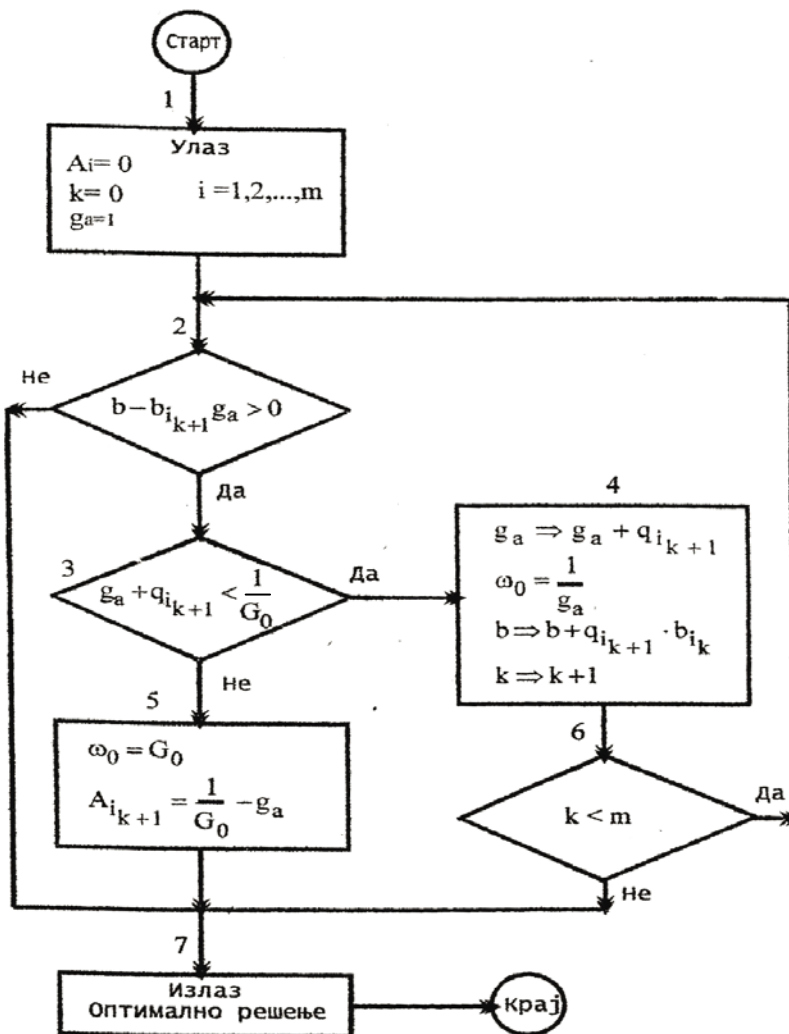 Старт
1
Улаз
Ai= 0
k= 0 i =1,2,...,m
ga=1
2
не
b − b_{i_{k+1}} g_a > 0
да
4
g_a ⇒ g_a + q_{i_{k+1}}
ω_0 = 1/g_a
b ⇒ b + q_{i_{k+1}} · b_{i_k}
k ⇒ k+1
3
g_a + q_{i_{k+1}} < 1/G_0
да
не
5
ω_0 = G_0
A_{i_{k+1}} = 1/G_0 − g_a
6
k < m
да
не
7
Излаз
Оптимално решење
крај